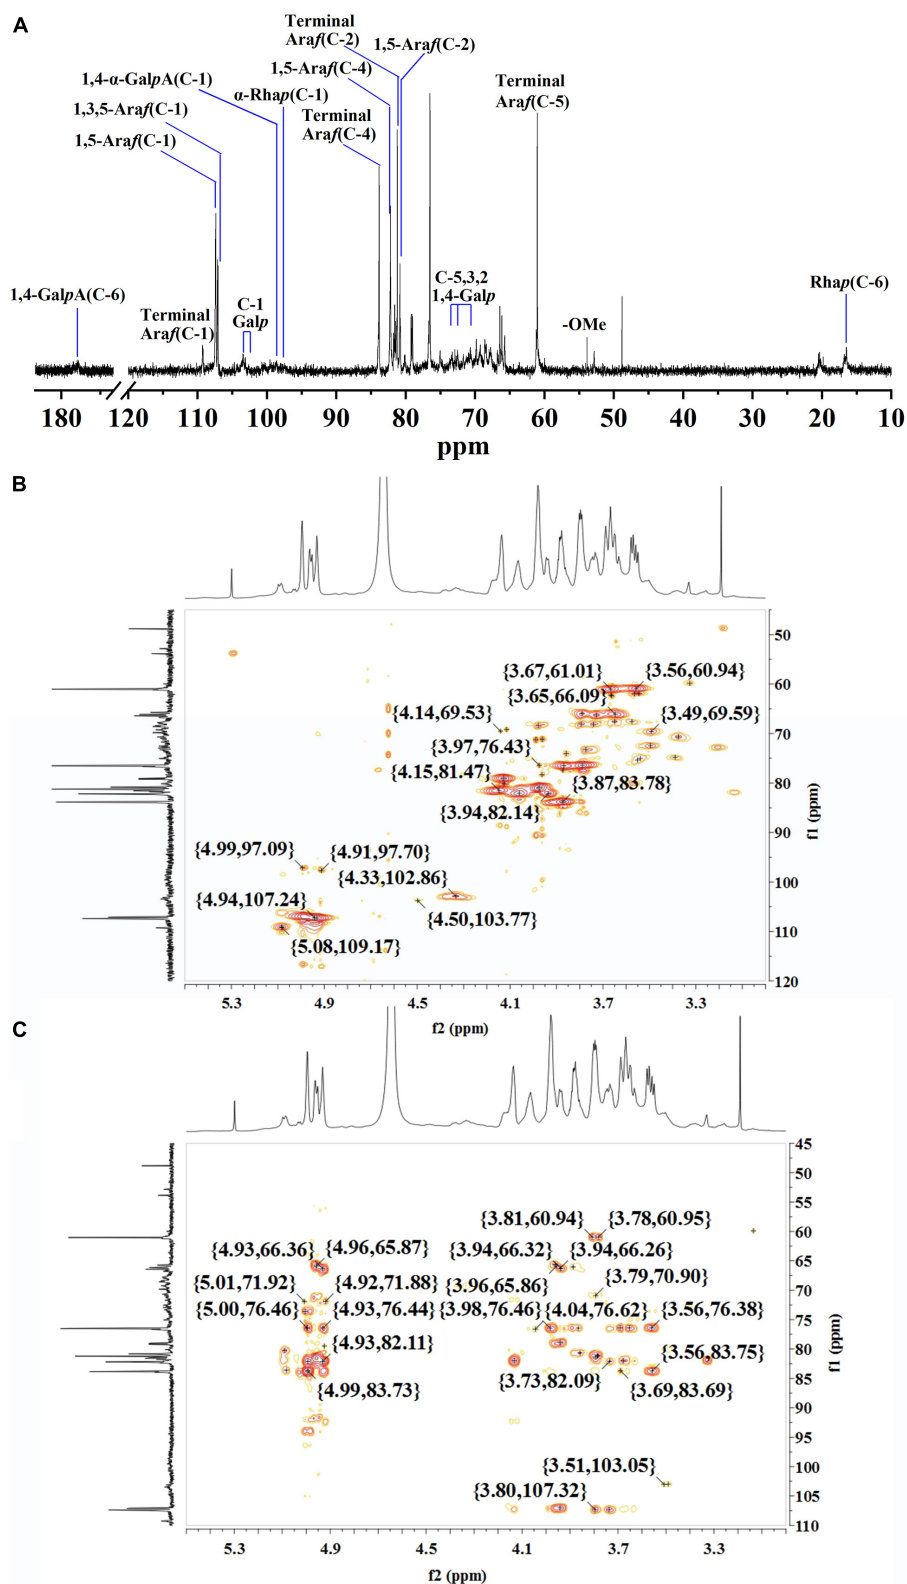 A
Terminal
Araf(C-2)
1,5-Araf(C-2)
1,5-Araf(C-4)
1,4-α-GalpA(C-1)
α-Rhap(C-1)
Terminal
Araf(C-5)
1,3,5-Araf(C-1)
Terminal
Araf(C-4)
1,5-Araf(C-1)
C-5,3,2
1,4-Galp
Rhap(C-6)
1,4-GalpA(C-6)
Terminal
Araf(C-1)
C-1
Galp
-OMe
180 120 110 100 90 80 70 60 50 40 30 20 10
ppm
B
{3.67,61.01} {3.56,60.94}
{3.65,66.09}
{4.14,69.53} {3.49,69.59}
{3.97,76.43}
{4.15,81.47} {3.87,83.78}
{3.94,82.14}
{4.99,97.09} {4.91,97.70}
{4.33,102.86}
{4.94,107.24}
{4.50,103.77}
{5.08,109.17}
50
60
70
80
90
100
110
120
f1 (ppm)
5.3 4.9 4.5 4.1 3.7 3.3
f2 (ppm)
C
{3.81,60.94} {3.78,60.95}
{4.93,66.36} {4.96,65.87} {3.94,66.32} {3.94,66.26}
{5.01,71.92} {4.92,71.88} {3.96,65.86} {3.79,70.90}
{5.00,76.46} {4.93,76.44} {3.98,76.46} {4.04,76.62} {3.56,76.38}
{4.93,82.11} {3.56,83.75}
{4.99,83.73} {3.73,82.09} {3.69,83.69}
{3.51,103.05}
{3.80,107.32}
45
50
55
60
65
70
75
80
85
90
95
100
105
110
f1 (ppm)
5.3 4.9 4.5 4.1 3.7 3.3
f2 (ppm)